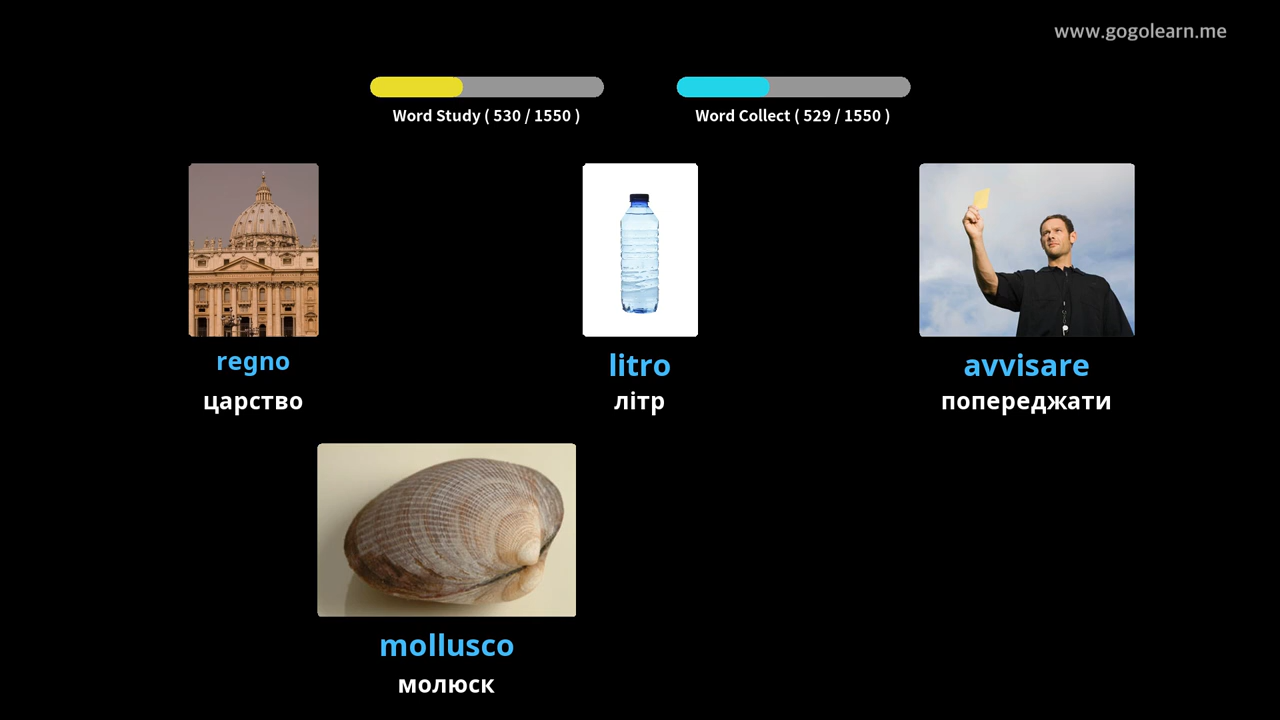 www.gogolearn.me
Word Study ( 530 / 1550 )
Word Collect ( 529 / 1550 )
regno
царство
litro
літр
avvisare
попереджати
mollusco
молюск